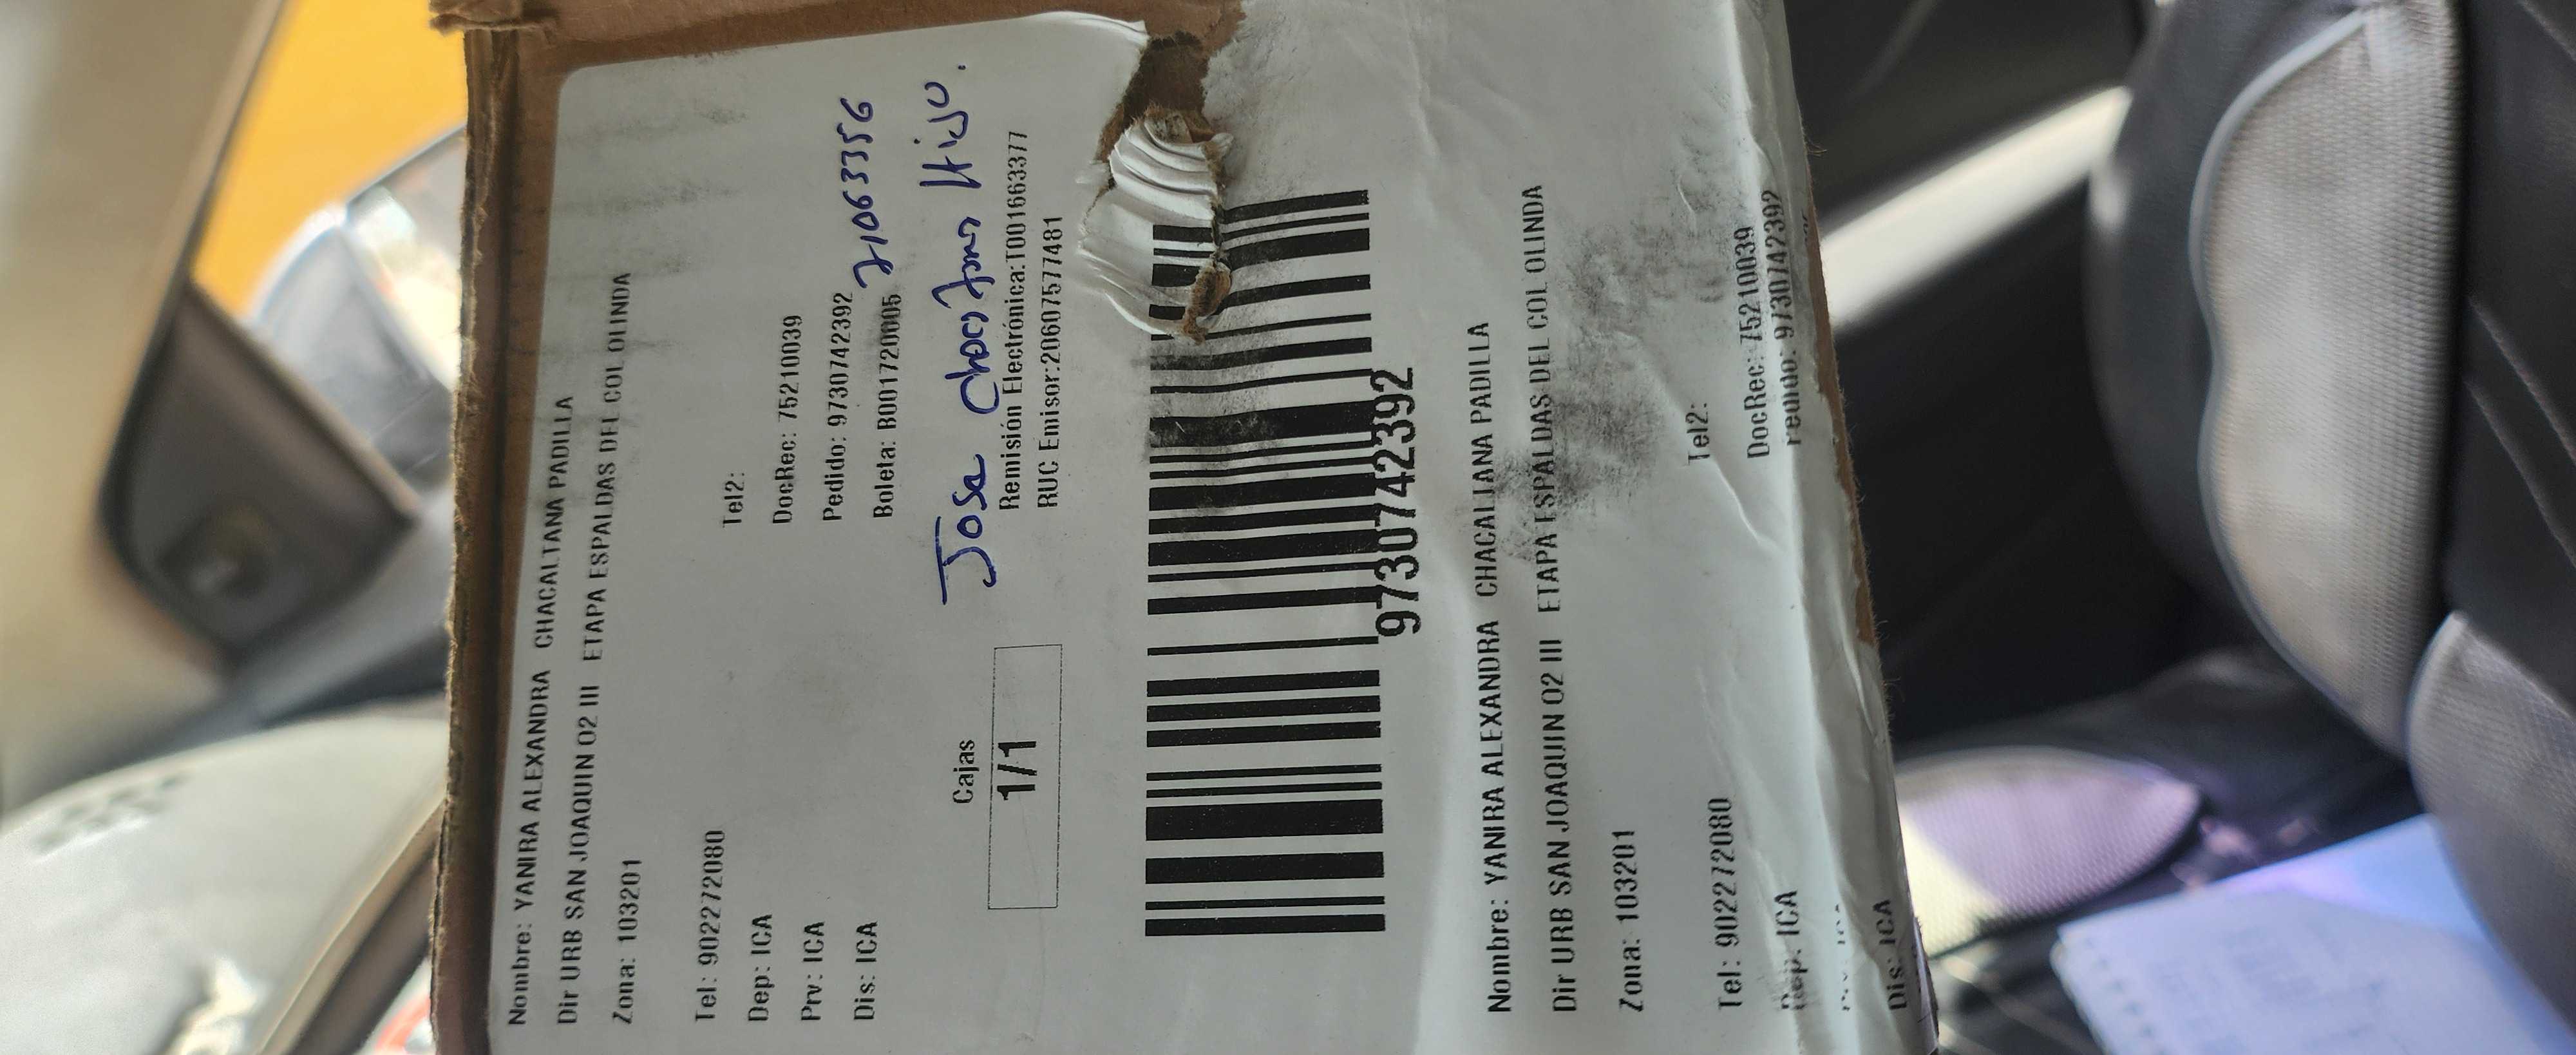 Nombre: YANIRA ALEXANDRA CHACALTANA PADILLA
Dir URB SAN JOAQUIN O2 III ETAPA ESPALDAS DEL COL OLINDA
Zona: 103201
Tel: 902272080 Tel2:
Dep: ICA DocRec: 75210039
Prv: ICA Pedido: 9730742392
Dis: ICA Boleta: B001720005
71063356
Jose Hijo.
Cajas
1/1
Remisión Electrónica:T001663377
RUC Emisor:20607577481
9730742392
Nombre: YANIRA ALEXANDRA CHACALTANA PADILLA
Dir URB SAN JOAQUIN O2 III ETAPA ESPALDAS DEL COL OLINDA
Zona: 103201
Tel: 902272080 Tel2:
Dep: ICA DocRec: 75210039
Pedido: 9730742392
Dis: ICA